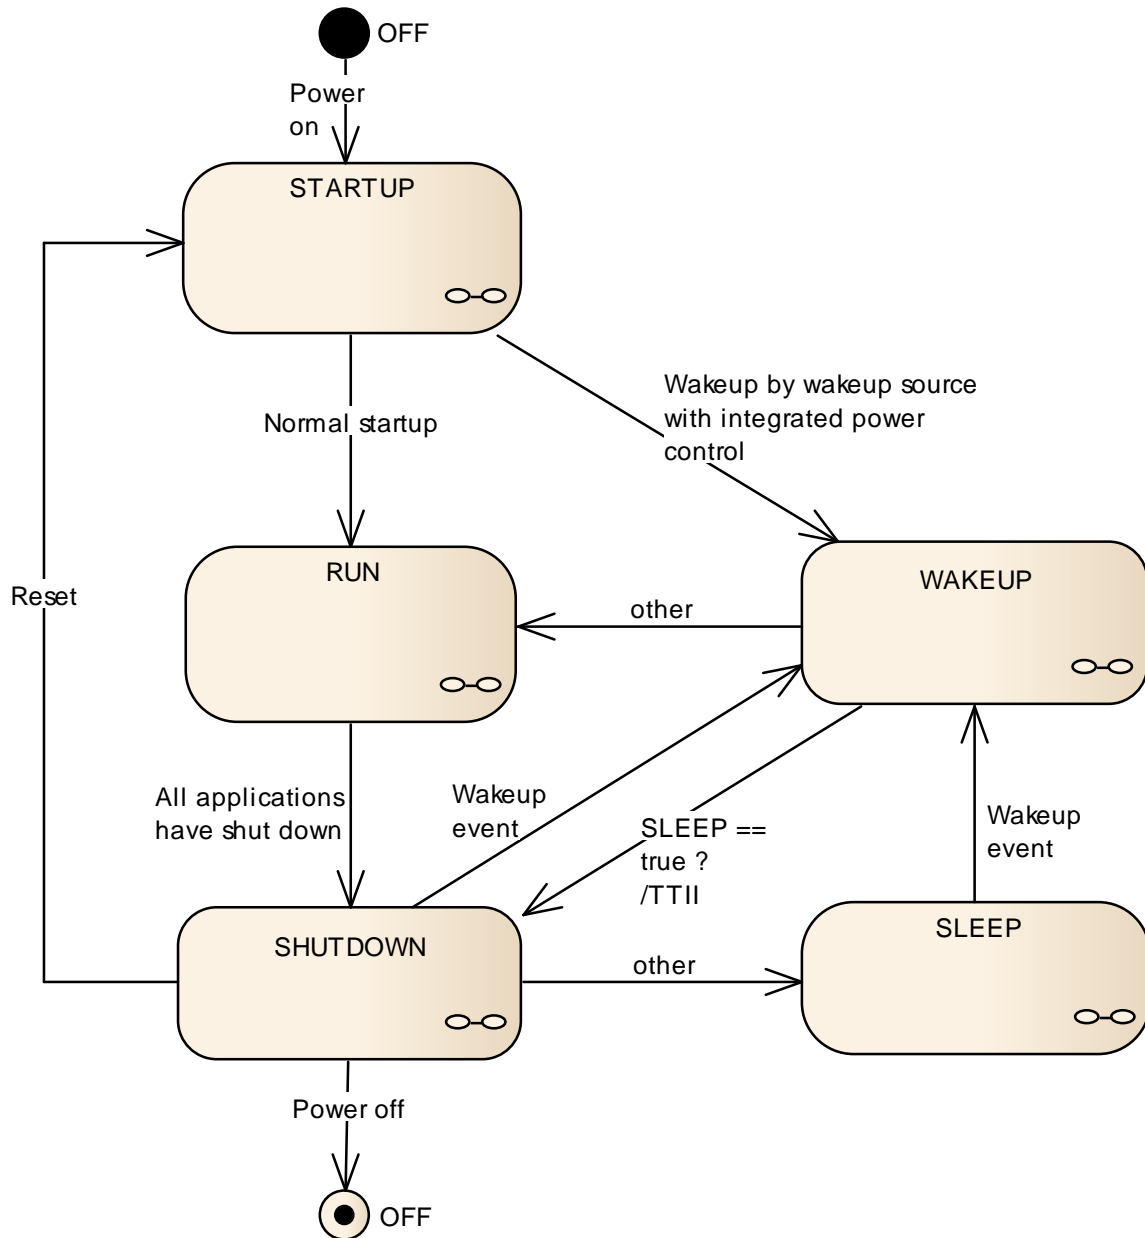 OFF
Power
on
STARTUP
Wakeup by wakeup source
with integrated power
control
Normal startup
RUN
WAKEUP
Reset
other
All applications
have shut down
Wakeup
event
SLEEP ==
true ?
/TTII
Wakeup
event
SHUTDOWN
SLEEP
other
Power off
OFF